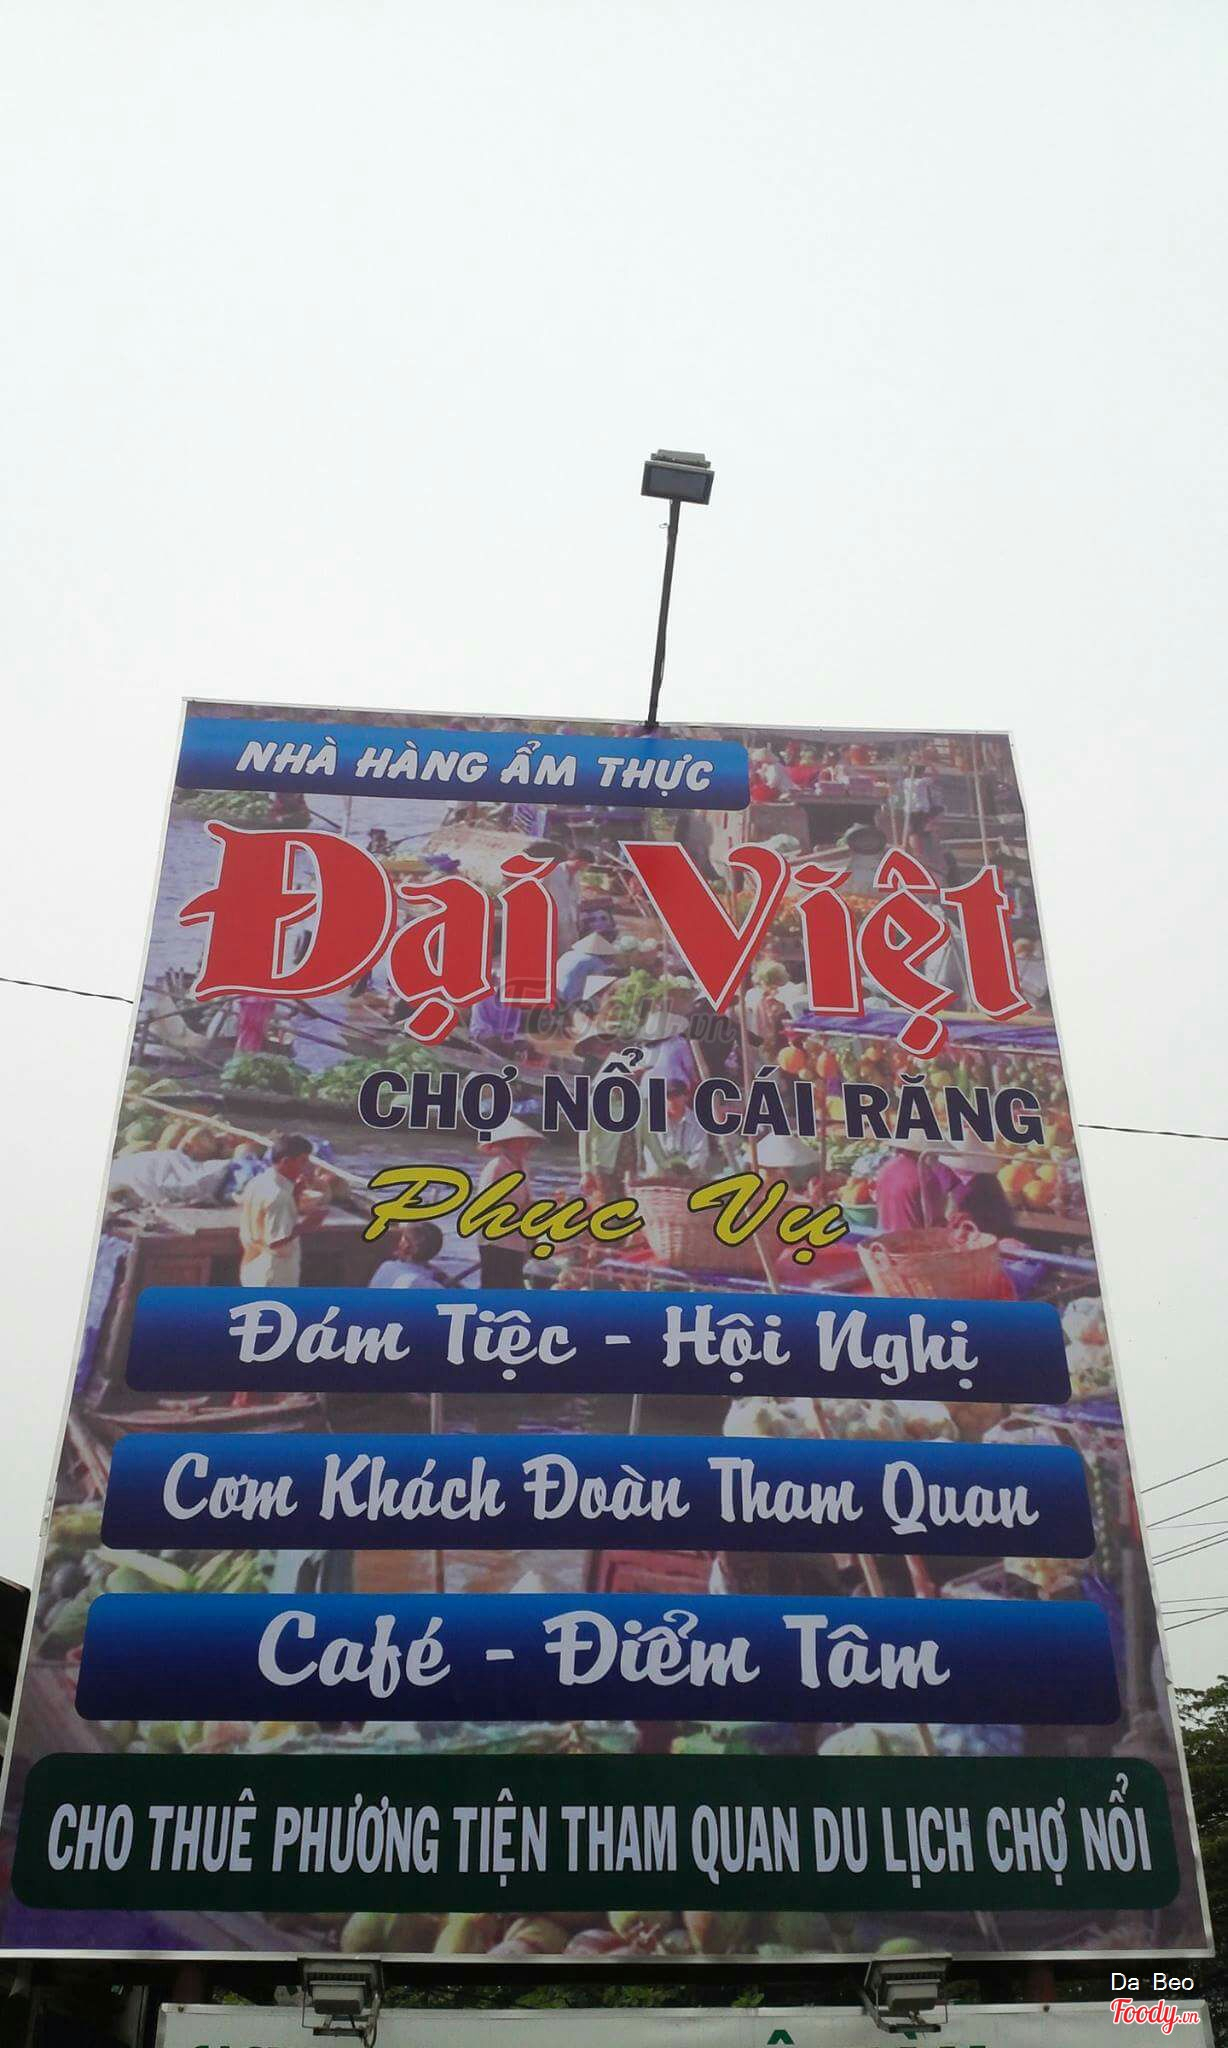 NHÀ HÀNG ẨM THỰC
Đại Việt
Foody.vn
CHỢ NỔI CÁI RĂNG
Phục Vụ
Đám Tiệc - Hội Nghị
Cơm Khách Đoàn Tham Quan
Café - Điểm Tâm
CHO THUÊ PHƯƠNG TIỆN THAM QUAN DU LỊCH CHỢ NỔI
Da Beo
Foody.vn